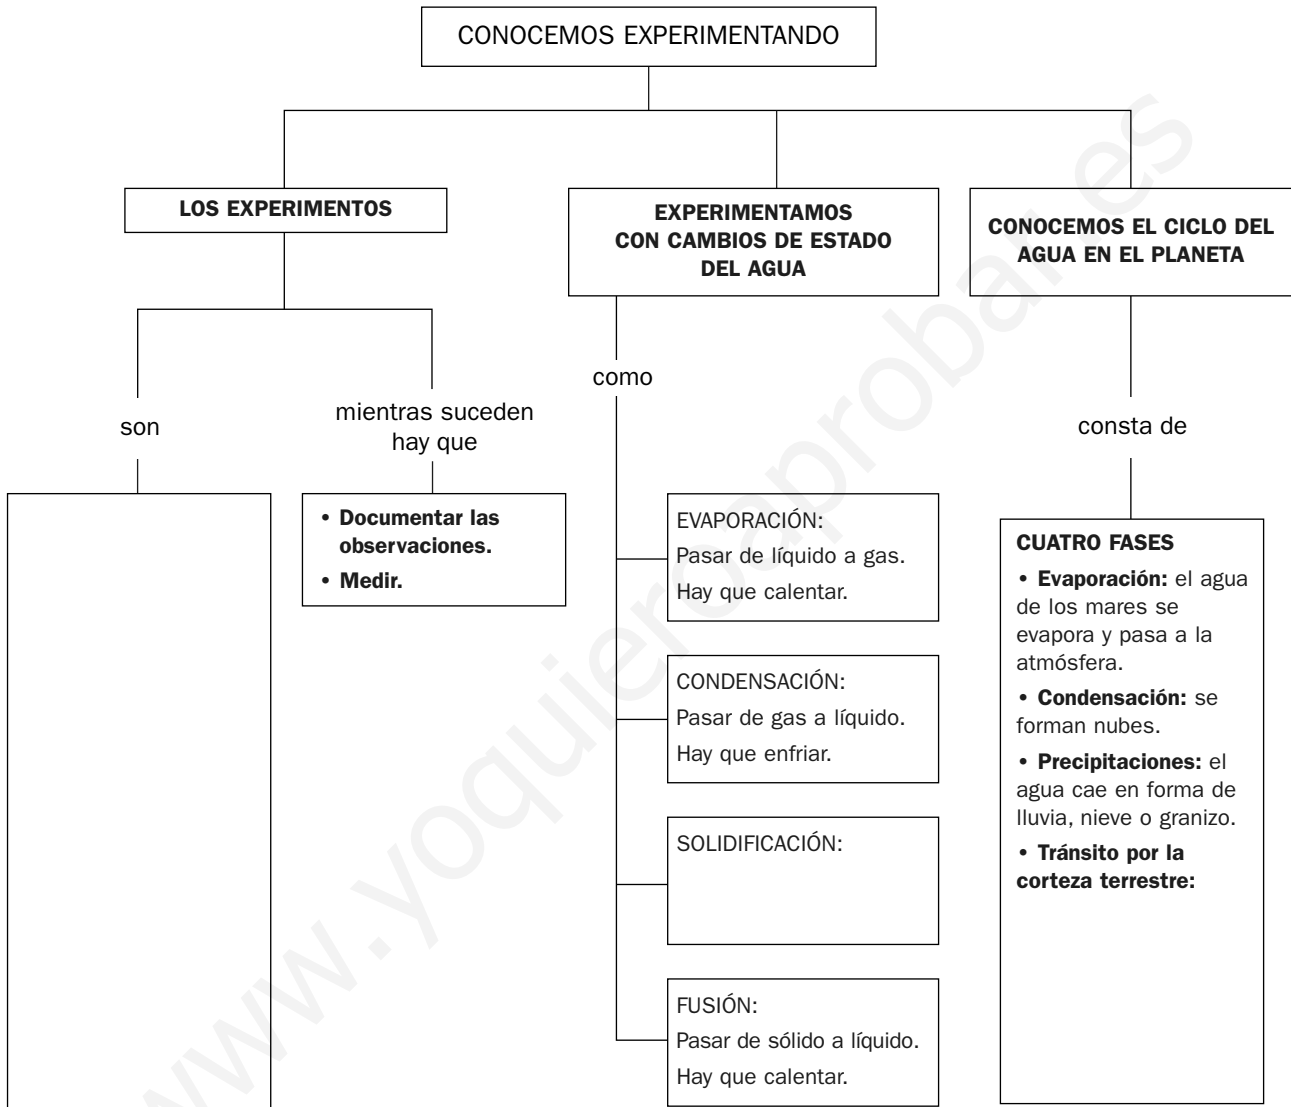 CONOCEMOS EXPERIMENTANDO
LOS EXPERIMENTOS
son
mientras suceden
hay que
• Documentar las
observaciones.
• Medir.
EXPERIMENTAMOS
CON CAMBIOS DE ESTADO
DEL AGUA
como
EVAPORACIÓN:
Pasar de líquido a gas.
Hay que calentar.
CONDENSACIÓN:
Pasar de gas a líquido.
Hay que enfriar.
SOLIDIFICACIÓN:
FUSIÓN:
Pasar de sólido a líquido.
Hay que calentar.
CONOCEMOS EL CICLO DEL
AGUA EN EL PLANETA
consta de
CUATRO FASES
• Evaporación: el agua
de los mares se
evapora y pasa a la
atmósfera.
• Condensación: se
forman nubes.
• Precipitaciones: el
agua cae en forma de
lluvia, nieve o granizo.
• Tránsito por la
corteza terrestre:
www.yoquieroaprobar.es